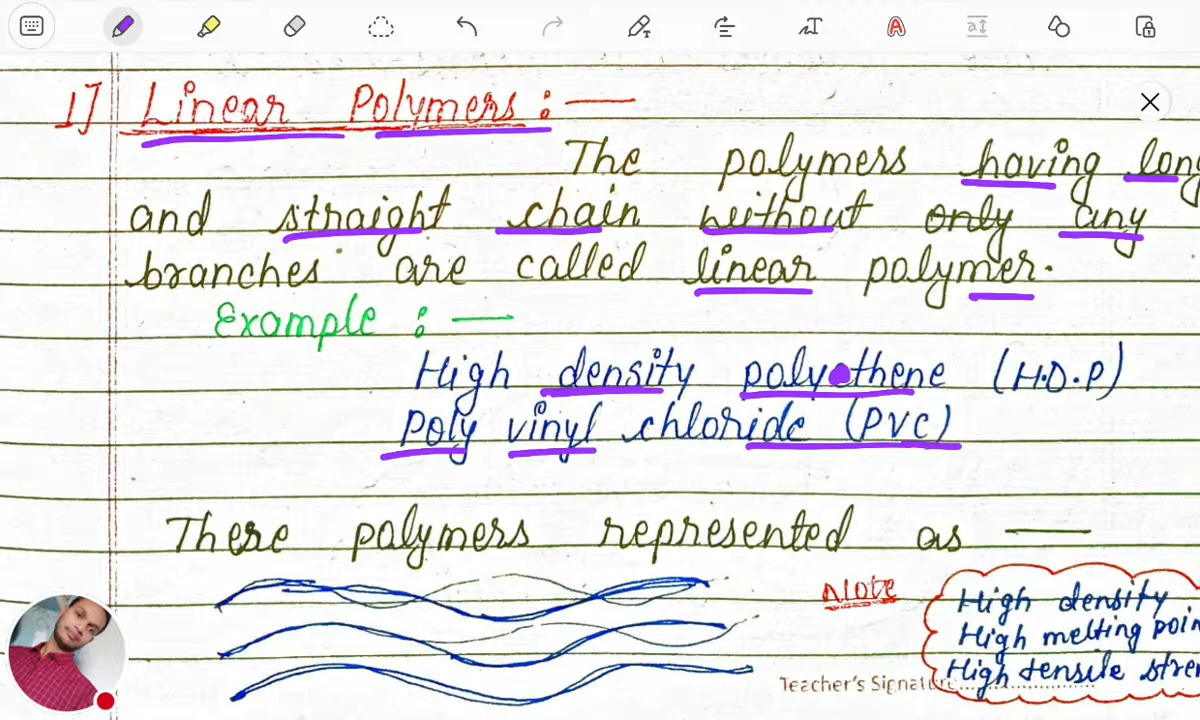 1] Linear Polymers : —
The polymers having long
and straight chain without only any
branches are called linear polymer.
Example : —
High density polyethene (H.D.P)
Poly vinyl chloride (PVC)
There polymers represented as —
Note
High density
High melting poin
High tensile stre
Teacher's Signature